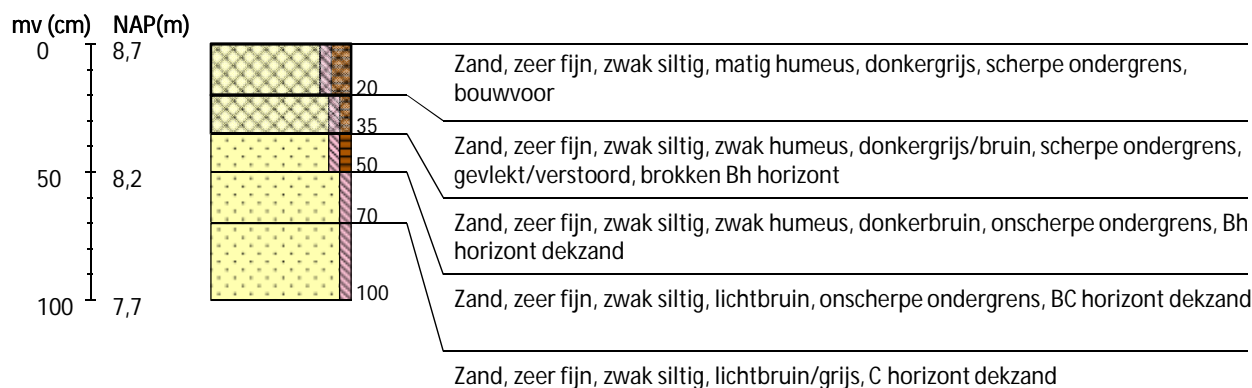 mv (cm) NAP(m)
0 8,7
Zand, zeer fijn, zwak siltig, matig humeus, donkergrijs, scherpe ondergrens,
bouwvoor
20
35
Zand, zeer fijn, zwak siltig, zwak humeus, donkergrijs/bruin, scherpe ondergrens,
gevlekt/verstoord, brokken Bh horizont
50
50 8,2
70
Zand, zeer fijn, zwak siltig, zwak humeus, donkerbruin, onscherpe ondergrens, Bh
horizont dekzand
100
100 7,7
Zand, zeer fijn, zwak siltig, lichtbruin, onscherpe ondergrens, BC horizont dekzand
Zand, zeer fijn, zwak siltig, lichtbruin/grijs, C horizont dekzand